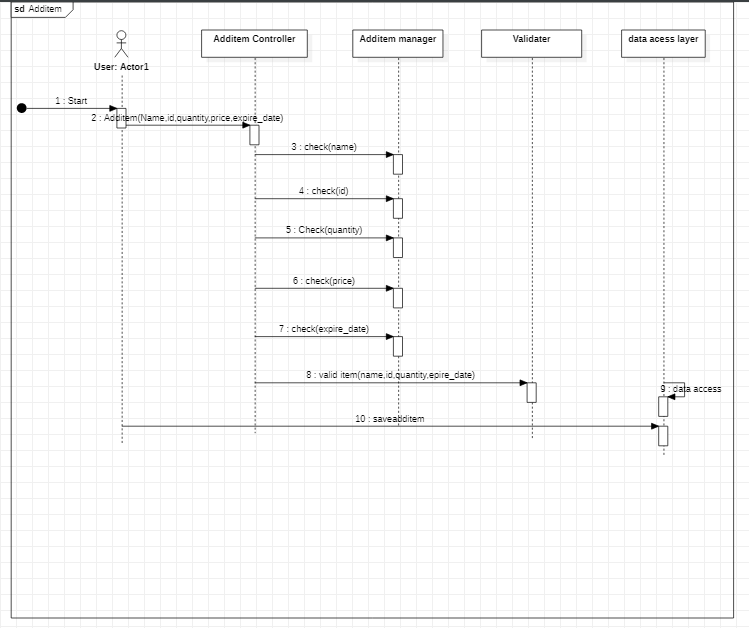 sd Additem
Additem Controller
Additem manager
Validater
data acess layer
User: Actor1
1 : Start
2 : Additem(Name,id,quantity,price,expire_date)
3 : check(name)
4 : check(id)
5 : Check(quantity)
6 : check(price)
7 : check(expire_date)
8 : valid item(name,id,quantity,epire_date)
9 : data access
10 : saveadditem